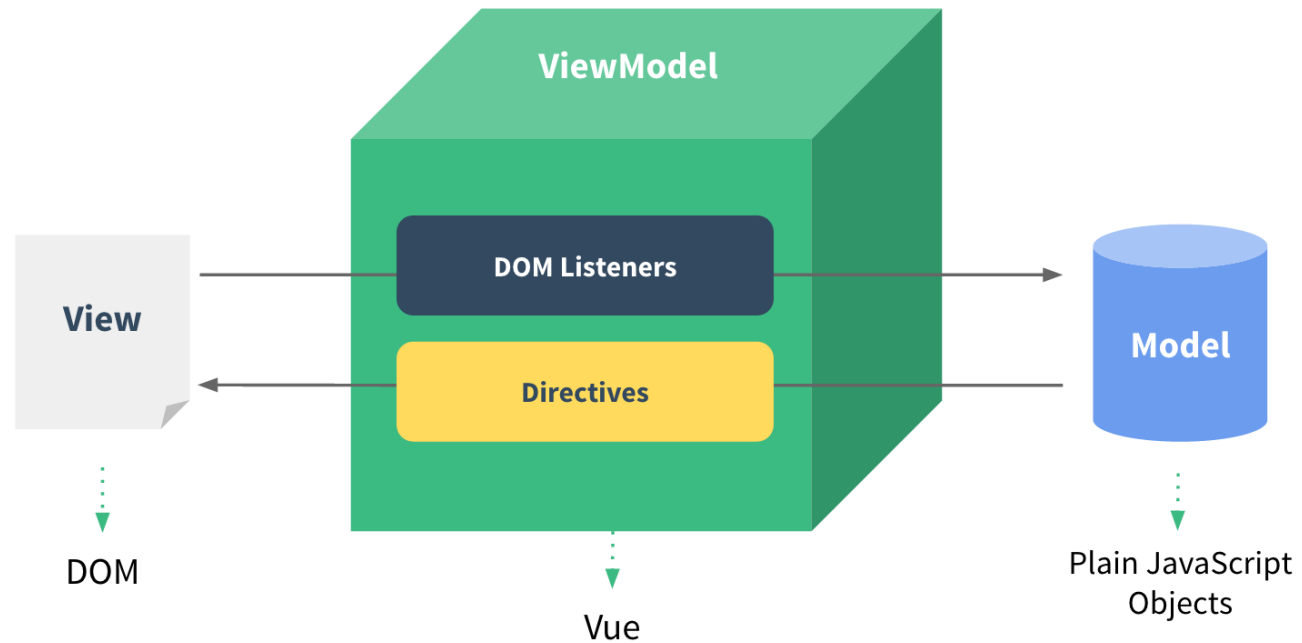 ViewModel
DOM Listeners
View
Model
Directives
DOM
Plain JavaScript
Objects
Vue